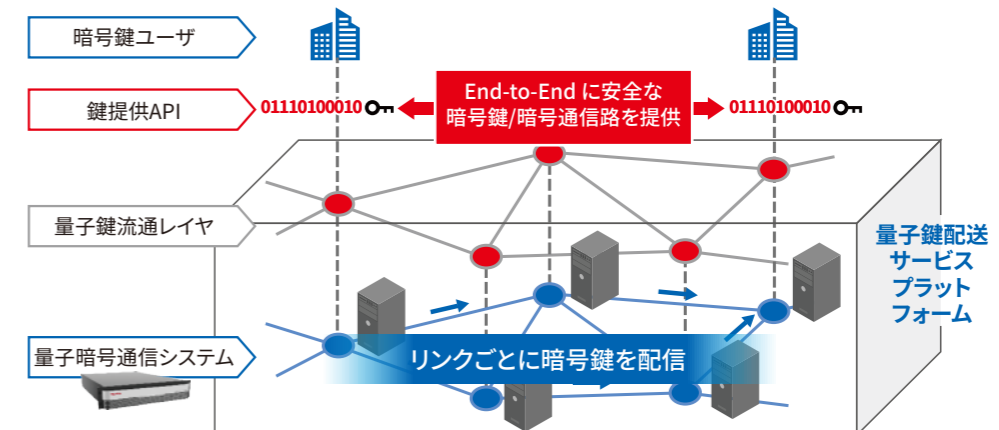 暗号鍵ユーザ
鍵提供API
01110100010
End-to-End に安全な
暗号鍵/暗号通信路を提供
01110100010
量子鍵流通レイヤ
量子鍵配送
サービス
プラット
フォーム
量子暗号通信システム
リンクごとに暗号鍵を配信